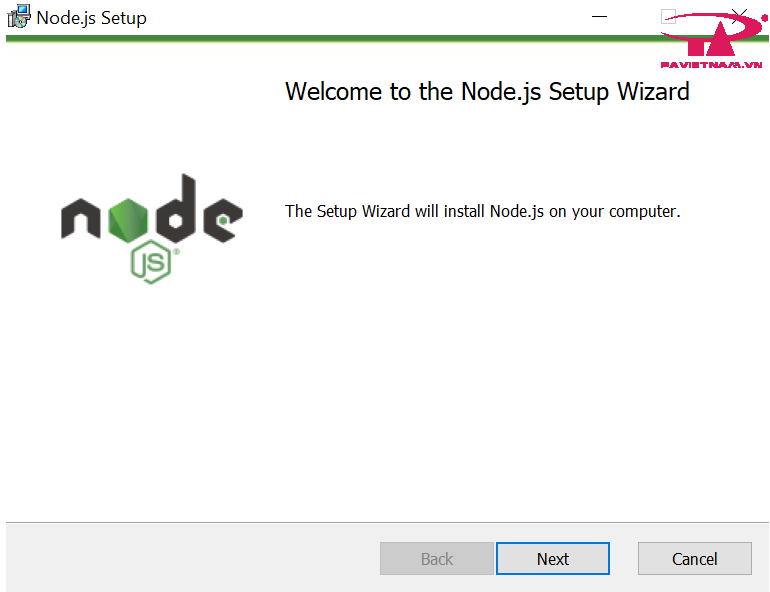 Node.js Setup
PAVIETNAM.VN
Welcome to the Node.js Setup Wizard
node
JS
The Setup Wizard will install Node.js on your computer.
Back
Next
Cancel